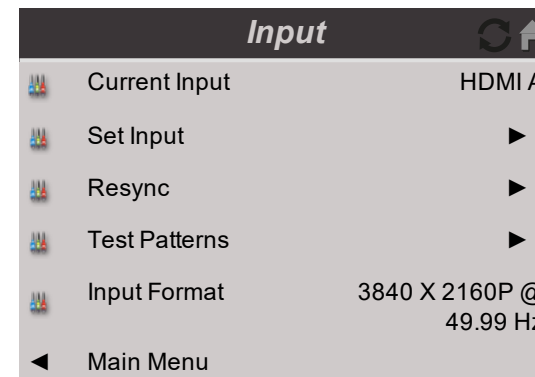 Input
Current Input HDMI A
Set Input ►
Resync ►
Test Patterns ►
Input Format 3840 X 2160P @
49.99 Hz
◄ Main Menu